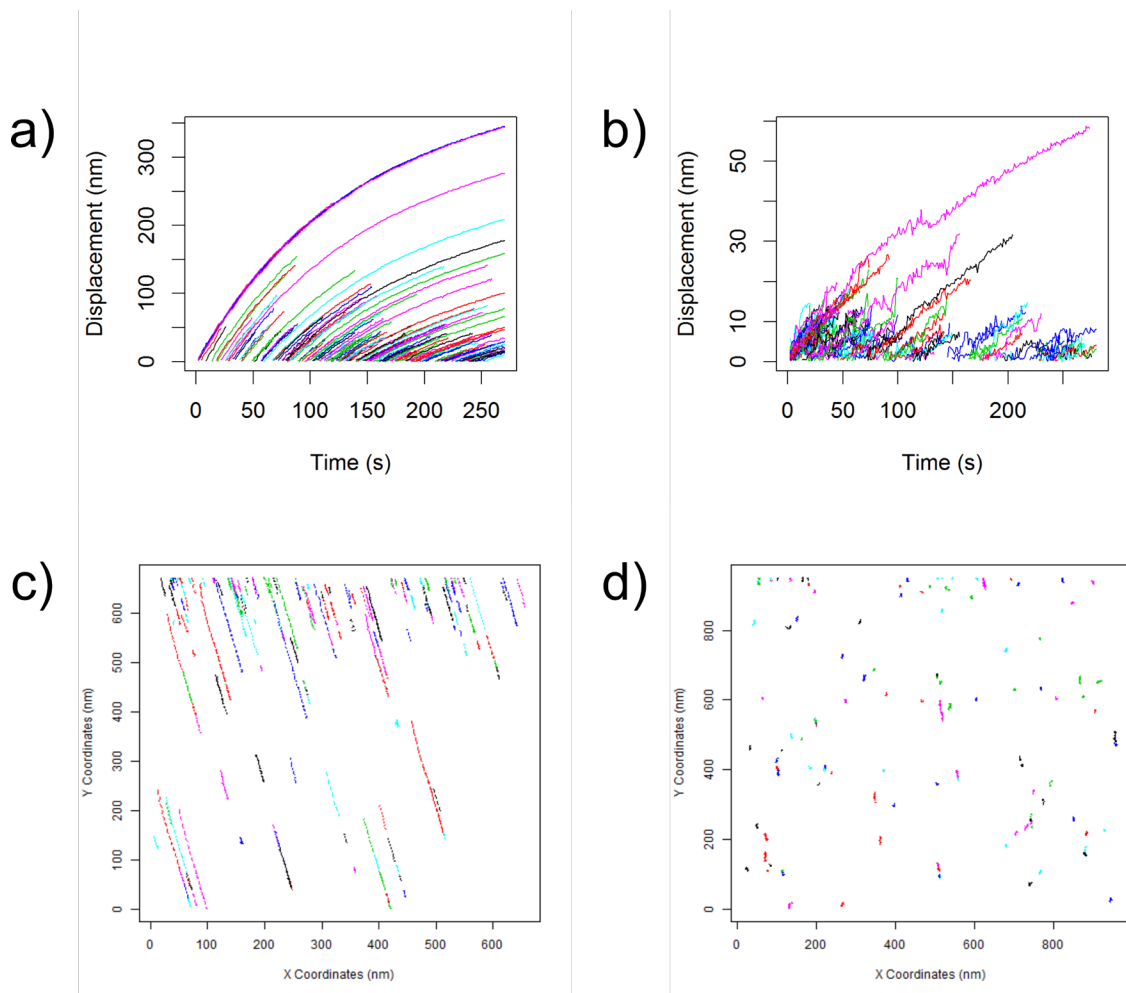 a)
Displacement (nm)
0 100 200 300
0 50 100 150 200 250
Time (s)
b)
Displacement (nm)
0 10 30 50
0 50 100 200
Time (s)
c)
Y Coordinates (nm)
0 100 200 300 400 500 600
0 100 200 300 400 500 600
X Coordinates (nm)
d)
Y Coordinates (nm)
0 200 400 600 800
0 200 400 600 800
X Coordinates (nm)